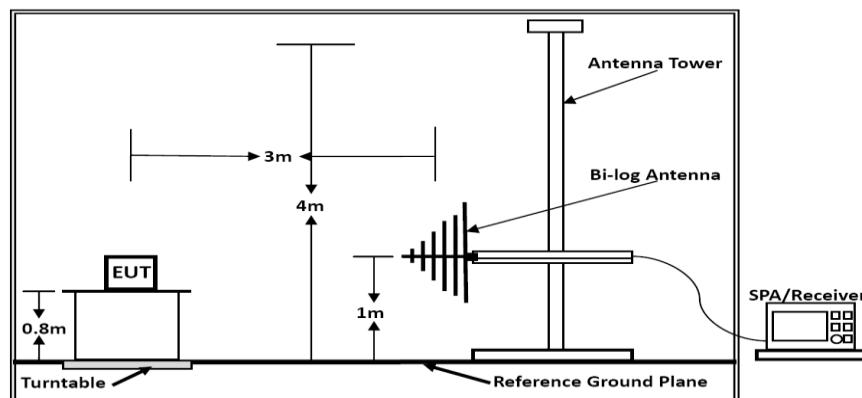 Antenna Tower
3m
Bi-log Antenna
4m
EUT
SPA/Receiver
0.8m
1m
Turntable
Reference Ground Plane